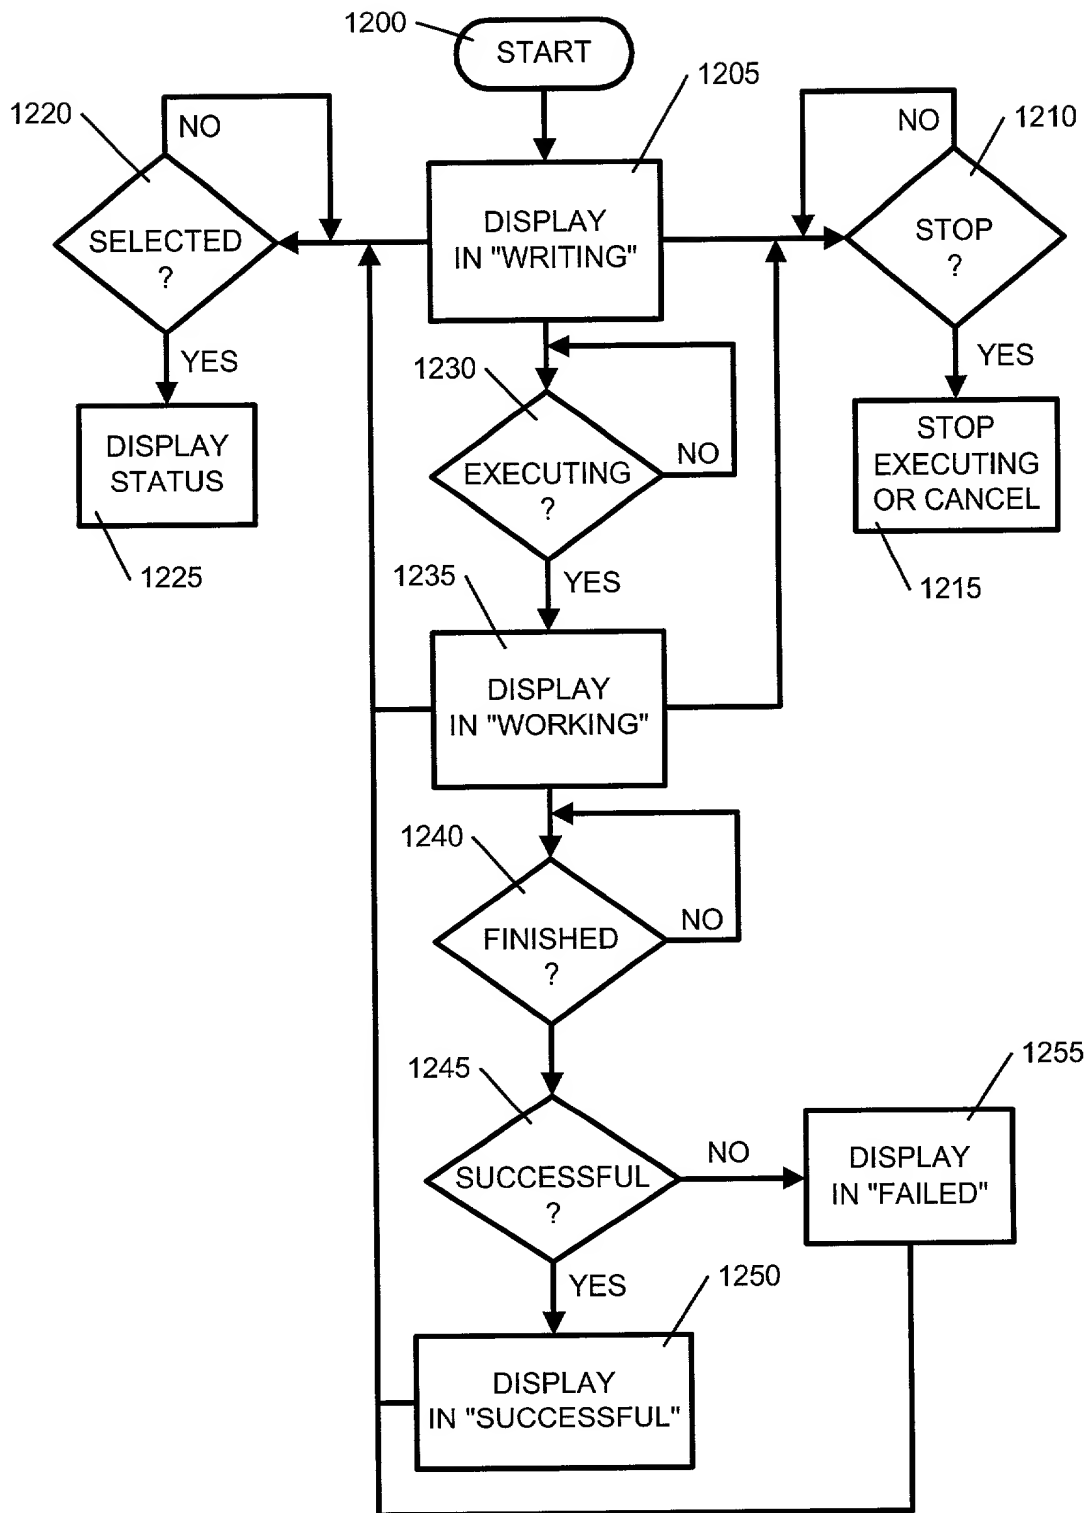 1200
START
1205
1220
NO
NO
1210
DISPLAY
IN "WRITING"
SELECTED
?
STOP
?
YES
1230
YES
DISPLAY
STATUS
EXECUTING
?
NO
STOP
EXECUTING
OR CANCEL
1225
1235
YES
1215
DISPLAY
IN "WORKING"
1240
FINISHED
?
NO
1245
1255
SUCCESSFUL
?
NO
DISPLAY
IN "FAILED"
YES
1250
DISPLAY
IN "SUCCESSFUL"